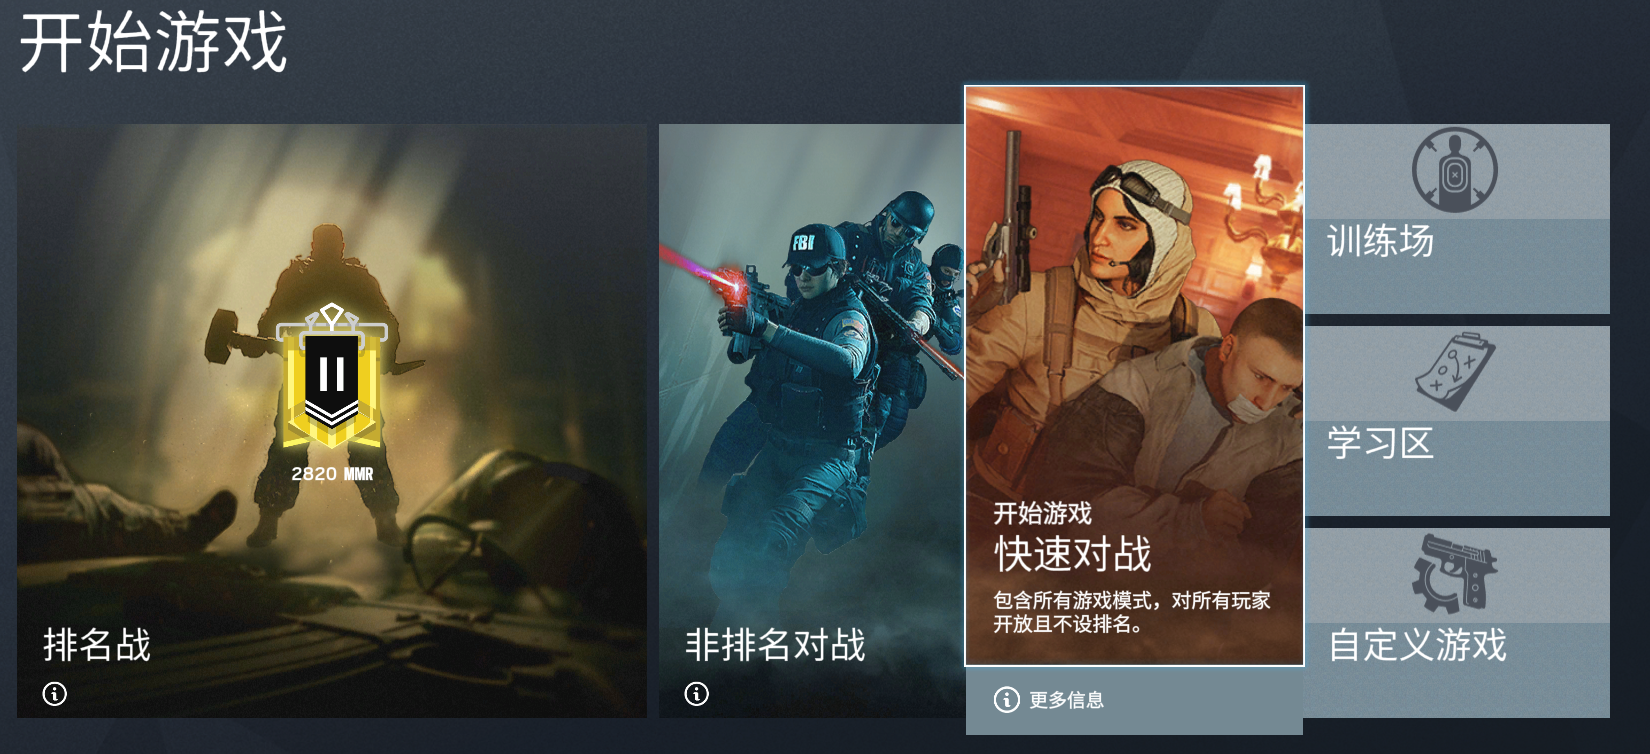 开始游戏
II
2820 MMR
排名战
FBI
非排名对战
开始游戏
快速对战
包含所有游戏模式，对所有玩家
开放且不设排名。
更多信息
训练场
学习区
自定义游戏